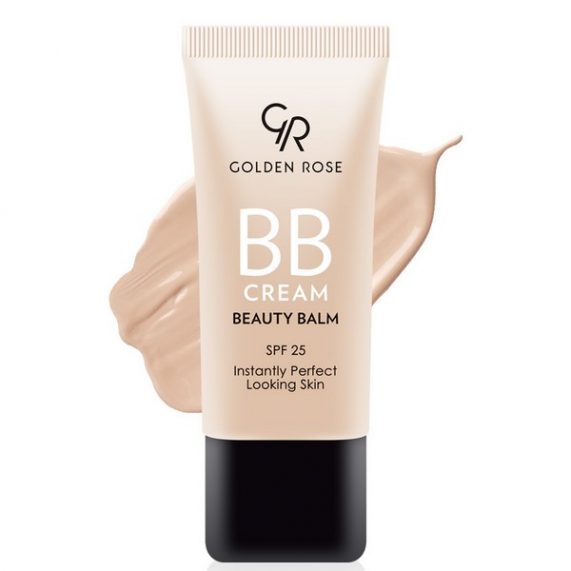 GR
GOLDEN ROSE
BB
CREAM
BEAUTY BALM
SPF 25
Instantly Perfect
Looking Skin